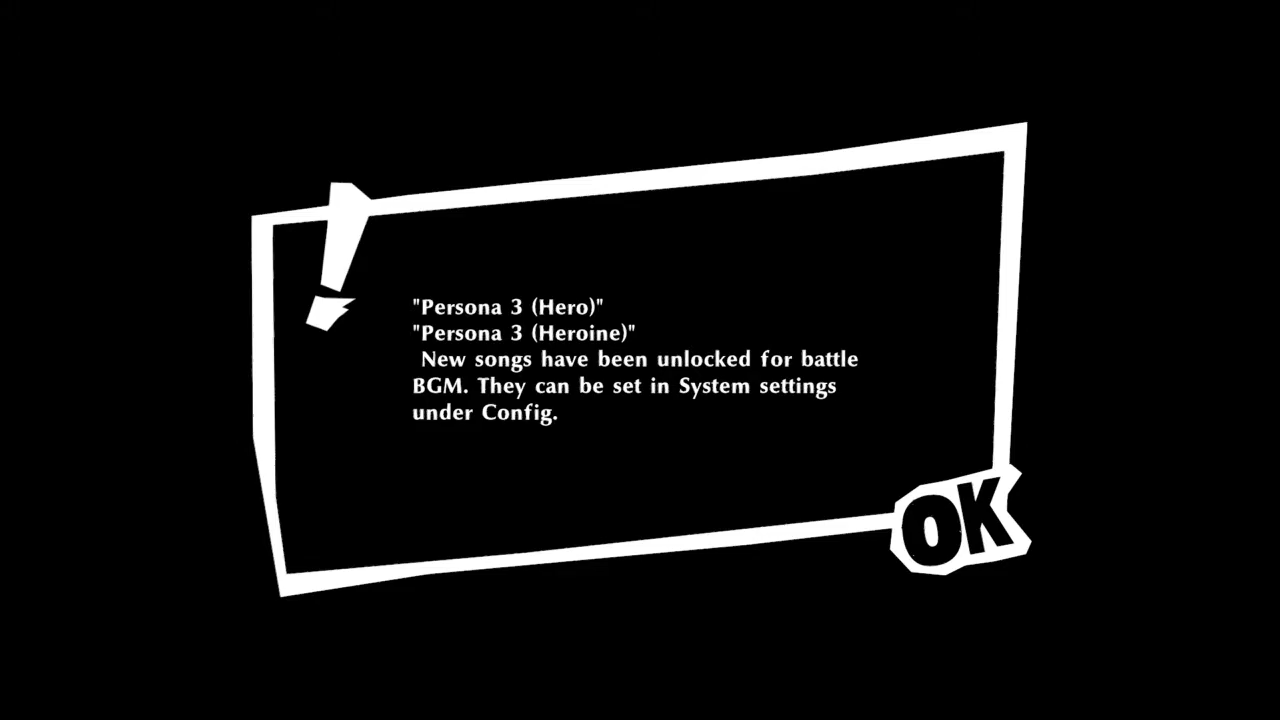 "Persona 3 (Hero)"
"Persona 3 (Heroine)"
New songs have been unlocked for battle
BGM. They can be set in System settings
under Config.
OK